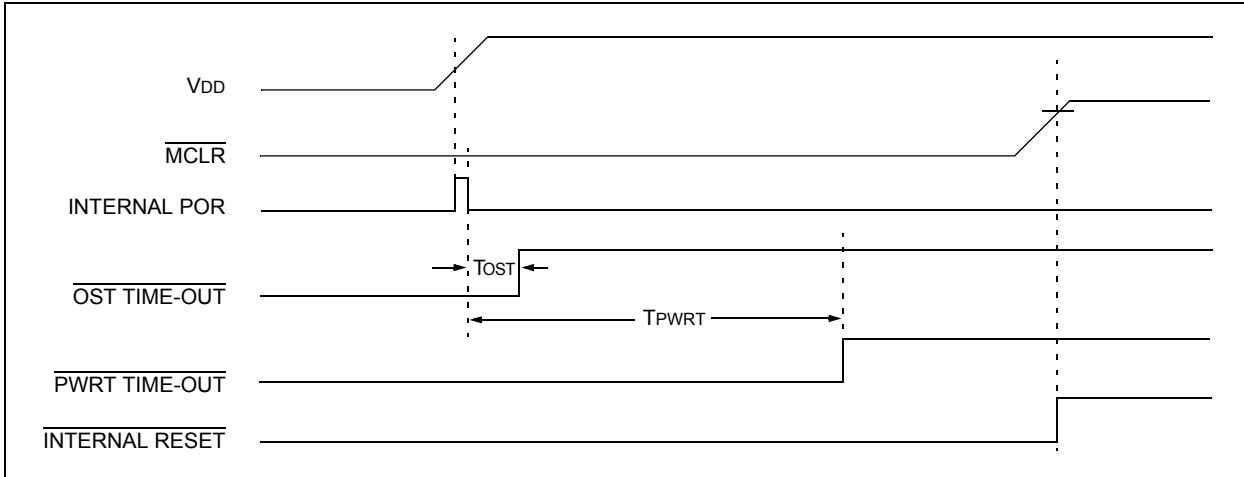 VDD
MCLR
INTERNAL POR
TOST
OST TIME-OUT
TPWRT
PWRT TIME-OUT
INTERNAL RESET